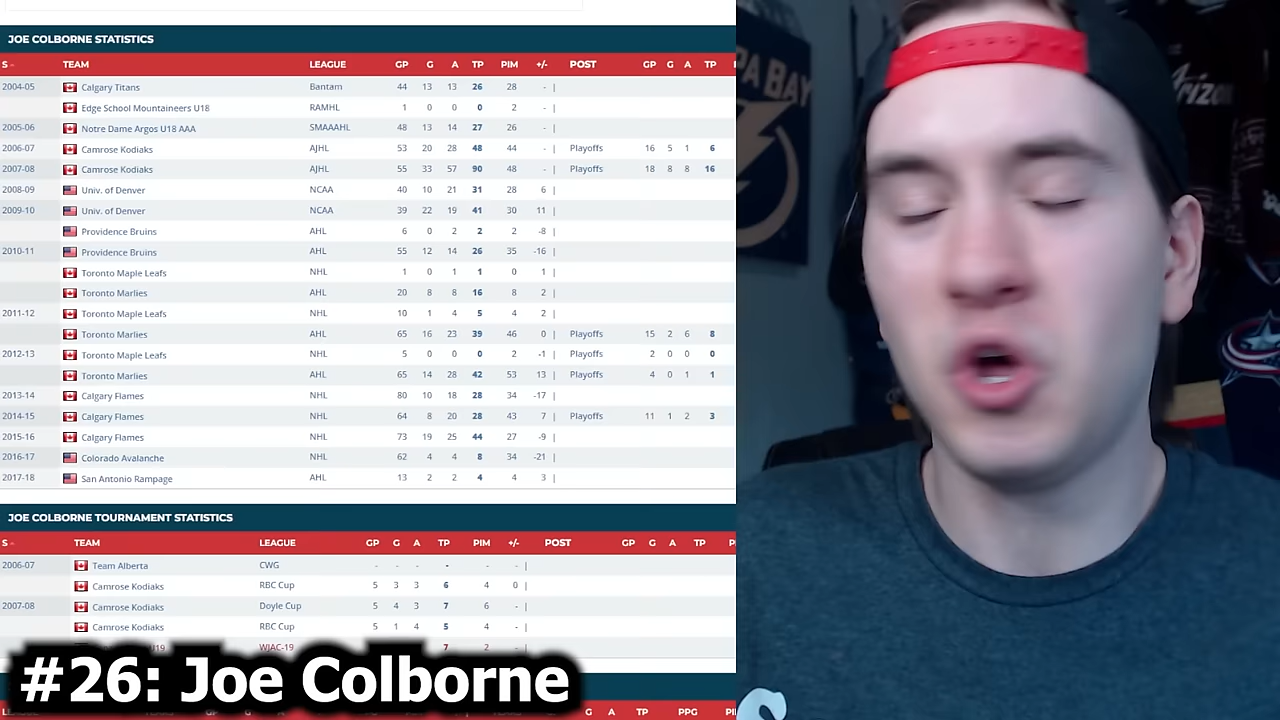 JOE COLBORNE STATISTICS
S TEAM LEAGUE GP G A TP PIM +/- POST GP G A TP
2004-05 Calgary Titans Bantam 44 13 13 26 28 - |
Edge School Mountaineers U18 RAMHL 1 0 0 0 2 - |
2005-06 Notre Dame Argos U18 AAA SMAAAHL 48 13 14 27 26 - |
2006-07 Camrose Kodiaks AJHL 53 20 28 48 44 - | Playoffs 16 5 1 6
2007-08 Camrose Kodiaks AJHL 55 33 57 90 48 - | Playoffs 18 8 8 16
2008-09 Univ. of Denver NCAA 40 10 21 31 28 6 |
2009-10 Univ. of Denver NCAA 39 22 19 41 30 11 |
Providence Bruins AHL 6 0 2 2 2 -8 |
2010-11 Providence Bruins AHL 55 12 14 26 35 -16 |
Toronto Maple Leafs NHL 1 0 1 1 0 1 |
Toronto Marlies AHL 20 8 8 16 8 2 |
2011-12 Toronto Maple Leafs NHL 10 1 4 5 4 2 |
Toronto Marlies AHL 65 16 23 39 46 0 | Playoffs 15 2 6 8
2012-13 Toronto Maple Leafs NHL 5 0 0 0 2 -1 | Playoffs 2 0 0 0
Toronto Marlies AHL 65 14 28 42 53 13 | Playoffs 4 0 1 1
2013-14 Calgary Flames NHL 80 10 18 28 34 -17 |
2014-15 Calgary Flames NHL 64 8 20 28 43 7 | Playoffs 11 1 2 3
2015-16 Calgary Flames NHL 73 19 25 44 27 -9 |
2016-17 Colorado Avalanche NHL 62 4 4 8 34 -21 |
2017-18 San Antonio Rampage AHL 13 2 2 4 4 3 |
JOE COLBORNE TOURNAMENT STATISTICS
S TEAM LEAGUE GP G A TP PIM +/- POST GP G A TP
2006-07 Team Alberta CWG - - - - - - |
Camrose Kodiaks RBC Cup 5 3 3 6 4 0 |
2007-08 Camrose Kodiaks Doyle Cup 5 4 3 7 6 - |
Camrose Kodiaks RBC Cup 5 1 4 5 4 - |
WJAC-19 7 2 - |
G A TP PPG
#26: Joe Colborne
PA BAY